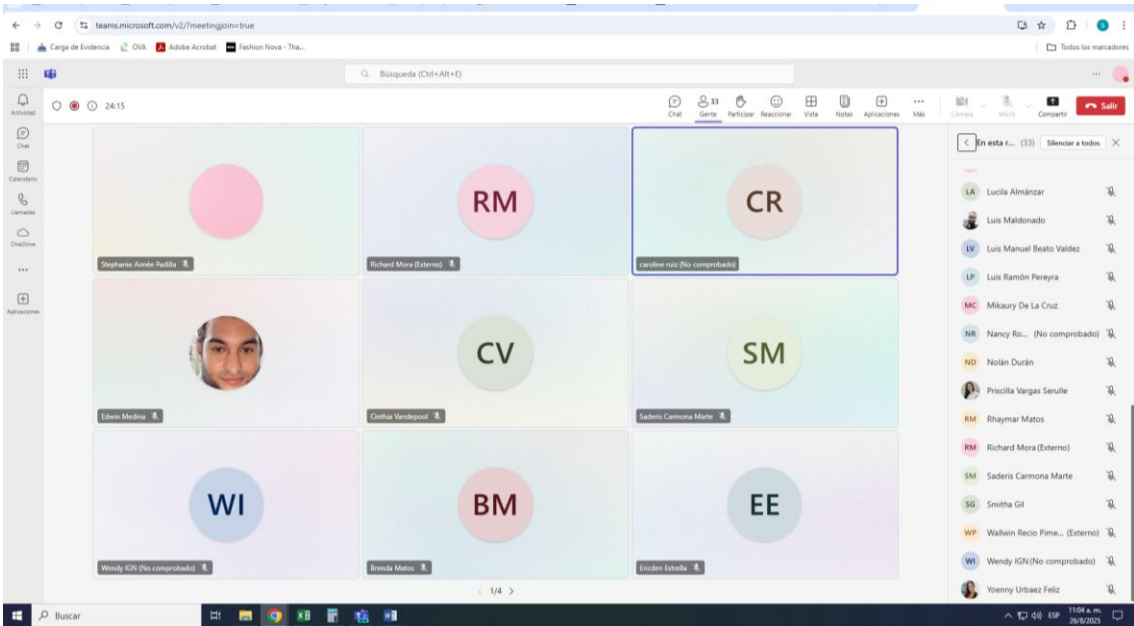 teams.microsoft.com/v2/?meetingjoin=true
S
Carga de Evidencia OVA Adobe Acrobat Fashion Nova - Tha... Todos los marcadores
Búsqueda (Ctrl+Alt+E)
24:15
Chat
33 Gente
Participar
Reaccionar
Vista
Notas
Aplicaciones
Más
Cámara
Micro
Compartir
Salir
Actividad
Chat
Calendario
Llamadas
OneDrive
Aplicaciones
Stephanie Aimée Padilla
RM
Richard Mora (Externo)
CR
caroline ruiz (No comprobado)
Edwin Medina
CV
Cinthia Vandepool
SM
Saderis Carmona Marte
WI
Wendy IGN (No comprobado)
BM
Brenda Matos
EE
Ericden Estrella
1/4
En esta r... (33) Silenciar a todos
LA Lucila Almánzar
Luis Maldonado
LV Luis Manuel Beato Valdez
LP Luis Ramón Pereyra
MC Mikaury De La Cruz
NR Nancy Ro... (No comprobado)
ND Nolán Durán
Priscilla Vargas Serulle
RM Rhaymar Matos
RM Richard Mora (Externo)
SM Saderis Carmona Marte
SG Smitha Gil
WP Wallwin Recio Pime... (Externo)
WI Wendy IGN (No comprobado)
Yoenny Urbaez Feliz
Buscar
ESP
11:04 a. m.
26/8/2025